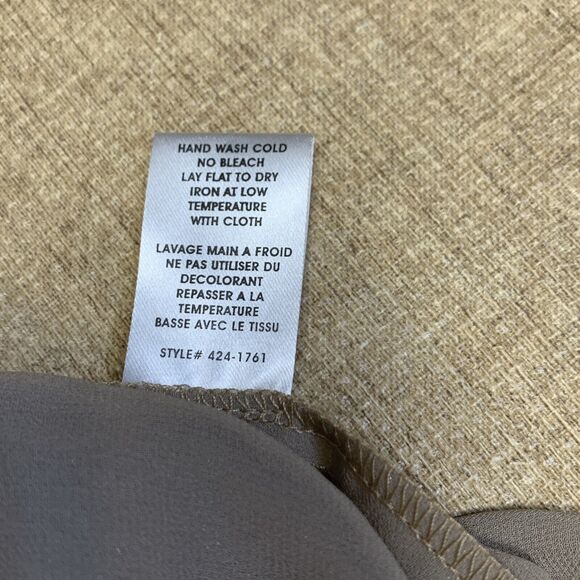 HAND WASH COLD
NO BLEACH
LAY FLAT TO DRY
IRON AT LOW
TEMPERATURE
WITH CLOTH
LAVAGE MAIN A FROID
NE PAS UTILISER DU
DECOLORANT
REPASSER A LA
TEMPERATURE
BASSE AVEC LE TISSU
STYLE# 424-1761